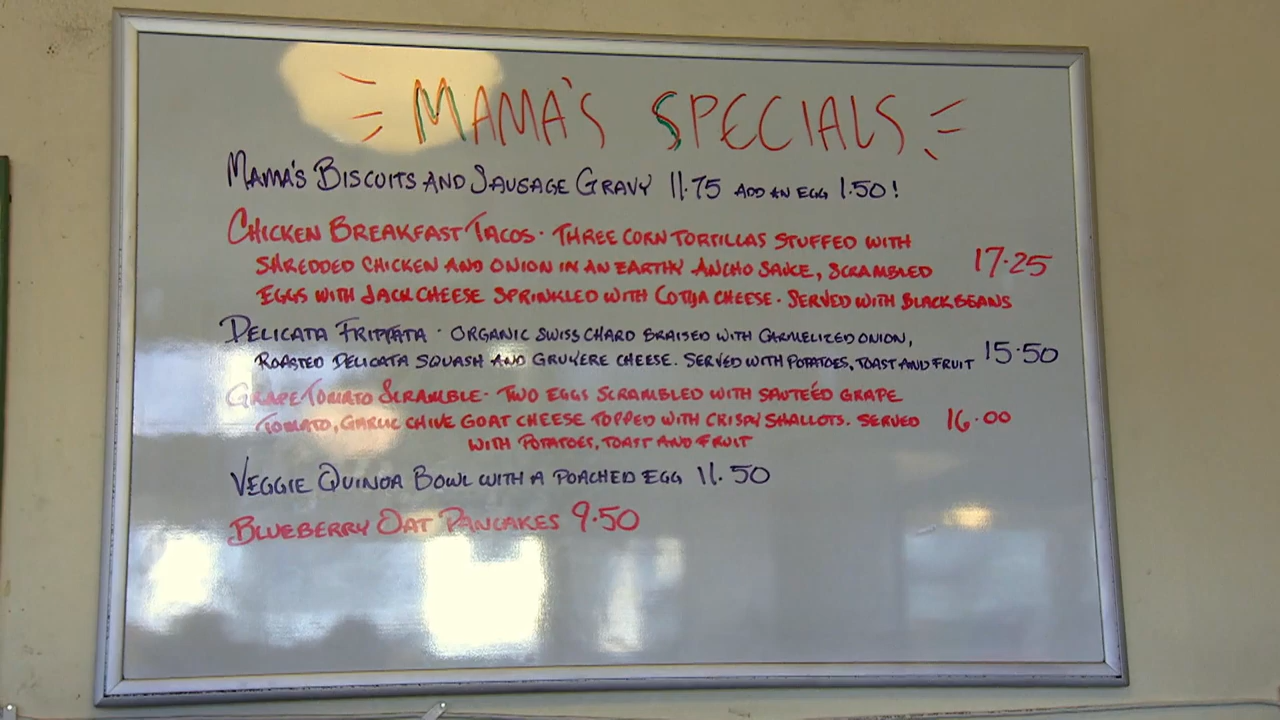 MAMA'S SPECIALS
MAMA'S BISCUITS AND SAUSAGE GRAVY 11.75 ADD AN EGG 1.50!
CHICKEN BREAKFAST TACOS · THREE CORN TORTILLAS STUFFED WITH
SHREDDED CHICKEN AND ONION IN AN EARTHY ANCHO SAUCE, SCRAMBLED 17.25
EGGS WITH JACK CHEESE SPRINKLED WITH COTIJA CHEESE. SERVED WITH BLACK BEANS
DELICATA FRITTATA · ORGANIC SWISS CHARD BRAISED WITH CARMELIZED ONION,
ROASTED DELICATA SQUASH AND GRUYERE CHEESE. SERVED WITH POTATOES, TOAST AND FRUIT 15.50
GRAPE TOMATO SCRAMBLE · TWO EGGS SCRAMBLED WITH SAUTEÉD GRAPE
TOMATO, GARLIC CHIVE GOAT CHEESE TOPPED WITH CRISPY SHALLOTS. SERVED 16.00
WITH POTATOES, TOAST AND FRUIT
VEGGIE QUINOA BOWL WITH A POACHED EGG 11.50
BLUEBERRY OAT PANCAKES 9.50